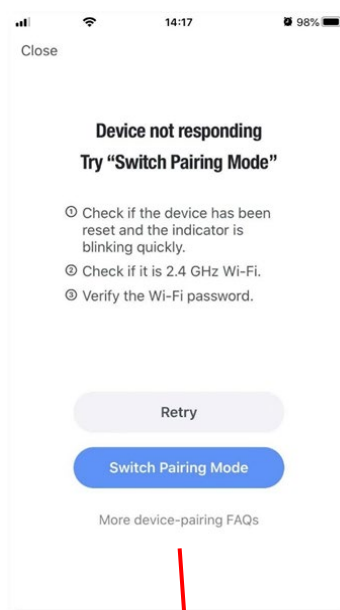 14:17
98%
Close
Device not responding
Try “Switch Pairing Mode”
① Check if the device has been
reset and the indicator is
blinking quickly.
② Check if it is 2.4 GHz Wi-Fi.
③ Verify the Wi-Fi password.
Retry
Switch Pairing Mode
More device-pairing FAQs